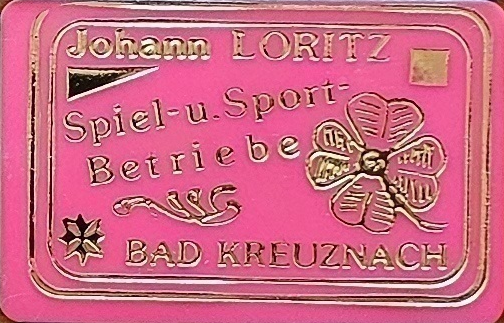 Johann LORITZ
Spiel-u. Sport-
Betriebe
BAD KREUZNACH